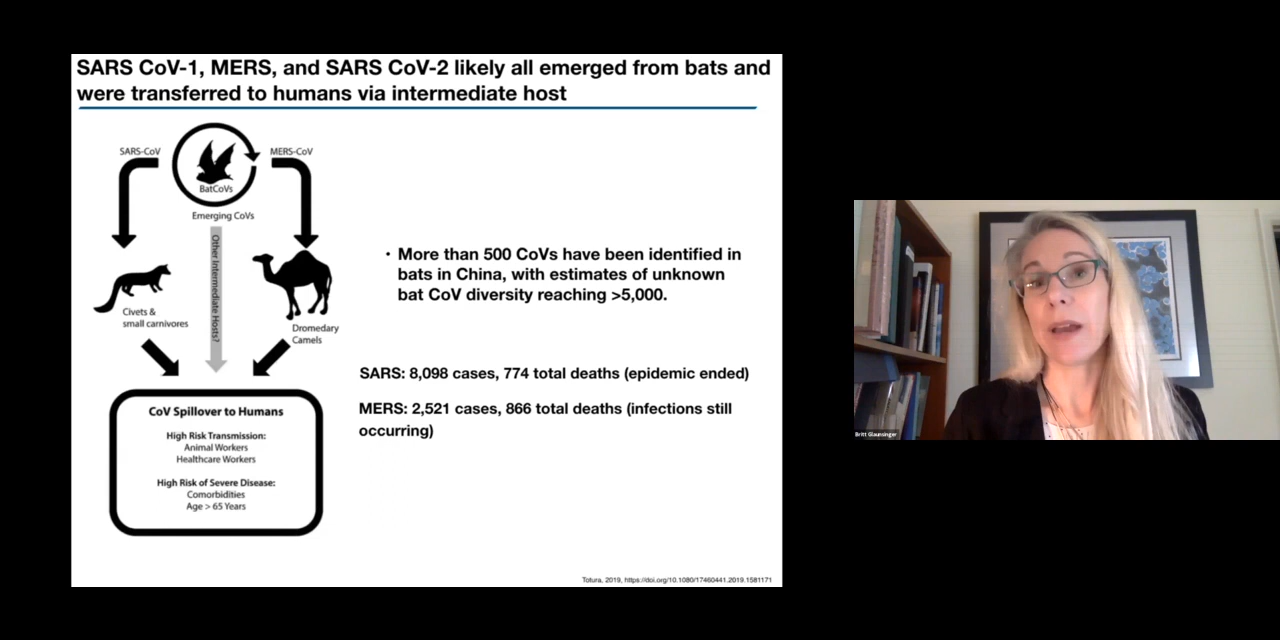 SARS CoV-1, MERS, and SARS CoV-2 likely all emerged from bats and
were transferred to humans via intermediate host
SARS-CoV
MERS-CoV
BatCoVs
Emerging CoVs
Other Intermediate Hosts?
Civets &
small carnivores
Dromedary
Camels
CoV Spillover to Humans
High Risk Transmission:
Animal Workers
Healthcare Workers
High Risk of Severe Disease:
Comorbidities
Age > 65 Years
• More than 500 CoVs have been identified in
bats in China, with estimates of unknown
bat CoV diversity reaching >5,000.
SARS: 8,098 cases, 774 total deaths (epidemic ended)
MERS: 2,521 cases, 866 total deaths (infections still
occurring)
Totura, 2019, https://doi.org/10.1080/17460441.2019.1581171
Britt Glaunsinger